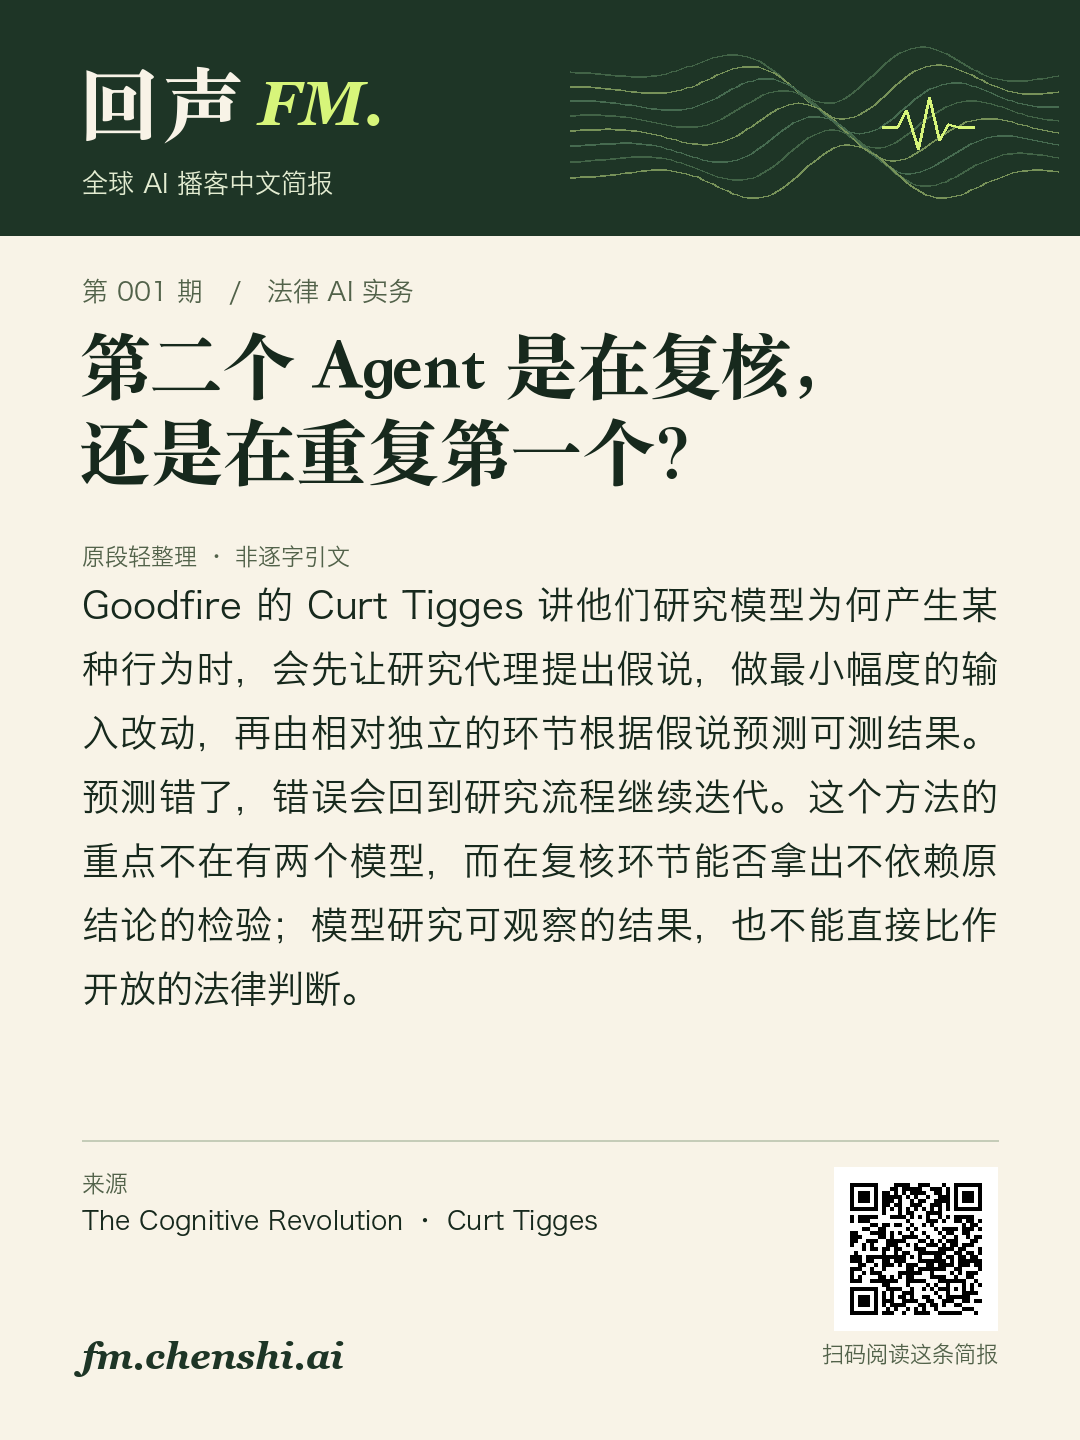 回声 FM.
全球 AI 播客中文简报
第 001 期 / 法律 AI 实务
第二个 Agent 是在复核，
还是在重复第一个？
原段轻整理 · 非逐字引文
Goodfire 的 Curt Tigges 讲他们研究模型为何产生某
种行为时，会先让研究代理提出假说，做最小幅度的输
入改动，再由相对独立的环节根据假说预测可测结果。
预测错了，错误会回到研究流程继续迭代。这个方法的
重点不在有两个模型，而在复核环节能否拿出不依赖原
结论的检验；模型研究可观察的结果，也不能直接比作
开放的法律判断。
来源
The Cognitive Revolution · Curt Tigges
fm.chenshi.ai
扫码阅读这条简报